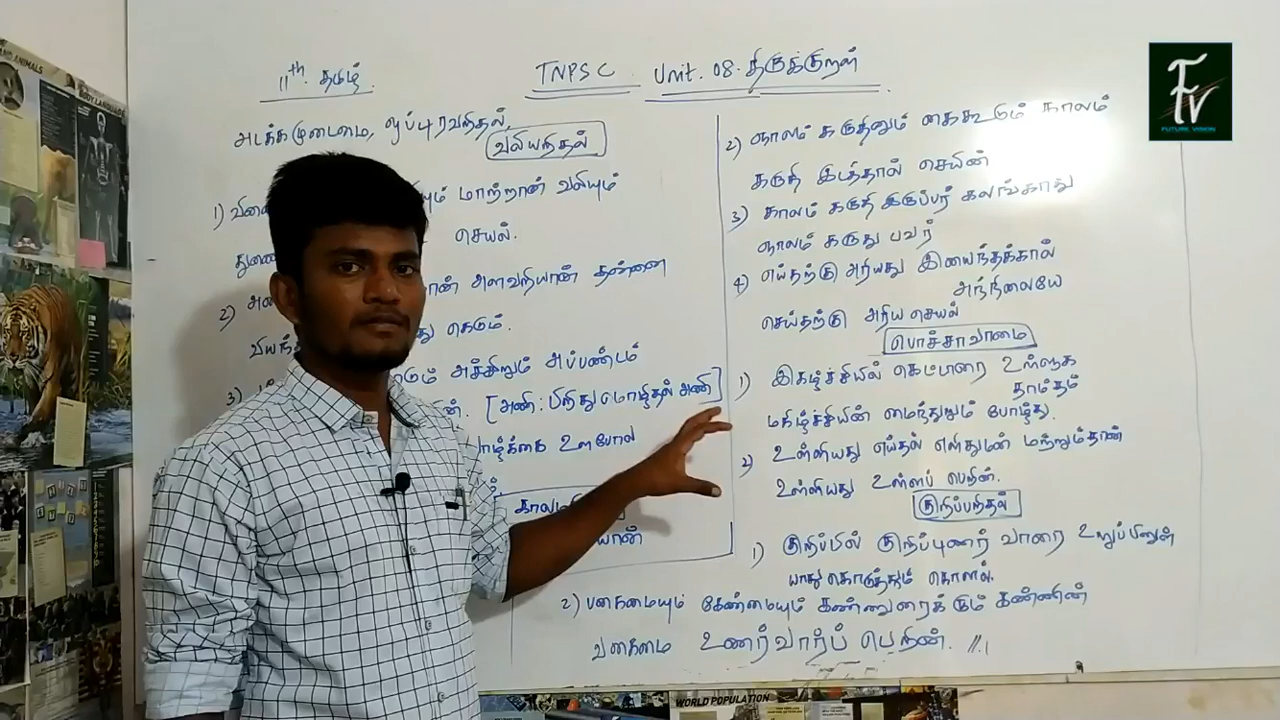 11th தமிழ்
TNPSC Unit. 08. திருக்குறள்
அடக்கமுடைமை, ஒப்புரவறிதல்,
வலியறிதல்
1) மாற்றான் வலியும்
செயல்.
2) அளவறியான் தன்னை
கெடும்.
3) அச்சிறும் அப்பண்டம்
[அணி: பிறிது மொழிதல் அணி]
உளபோல
2) ஞாலம் கருதினும் கைகூடும் காலம்
கருதி இடத்தால் செயின்
3) காலம் கருதி இருப்பர் கலங்காது
ஞாலம் கருது பவர்
4) எய்தற்கு அரியது இயைந்தக்கால்
அந்நிலையே
செய்தற்கு அரிய செயல்
பொச்சாவாமை
1) இகழ்ச்சியில் கெட்டாரை உள்ளுக
தாம்தம்
மகிழ்ச்சியின் மைந்துறும் போழ்து.
2) உள்ளியது எய்தல் எளிதுமன் மற்றும்தான்
உள்ளியது உள்ளப் பெறின்.
குறிப்பறிதல்
1) குறிப்பில் குறிப்புணர் வாரை உறுப்பினுள்
யாதுகொடுத்தும் கொளல்.
2) பகைமையும் கேண்மையும் கண்ணுரைக் கும் கண்ணின்
வகைமை உணர்வார்ப் பெறின்.
FV
FUTURE VISION
WORLD POPULATION